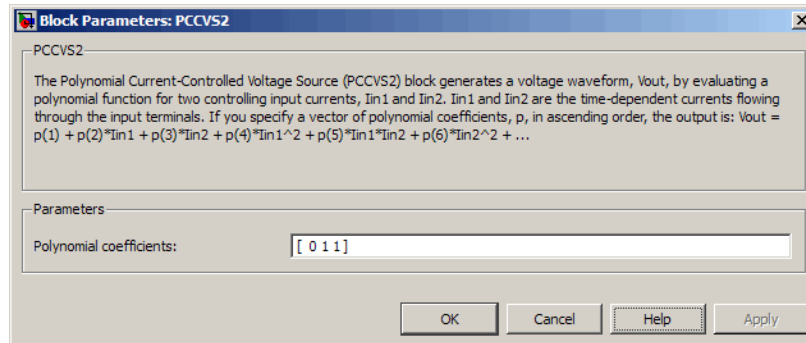 Block Parameters: PCCVS2
PCCVS2
The Polynomial Current-Controlled Voltage Source (PCCVS2) block generates a voltage waveform, Vout, by evaluating a
polynomial function for two controlling input currents, Iin1 and Iin2. Iin1 and Iin2 are the time-dependent currents flowing
through the input terminals. If you specify a vector of polynomial coefficients, p, in ascending order, the output is: Vout =
p(1) + p(2)*Iin1 + p(3)*Iin2 + p(4)*Iin1^2 + p(5)*Iin1*Iin2 + p(6)*Iin2^2 + ...
Parameters
Polynomial coefficients: [ 0 1 1]
OK Cancel Help Apply